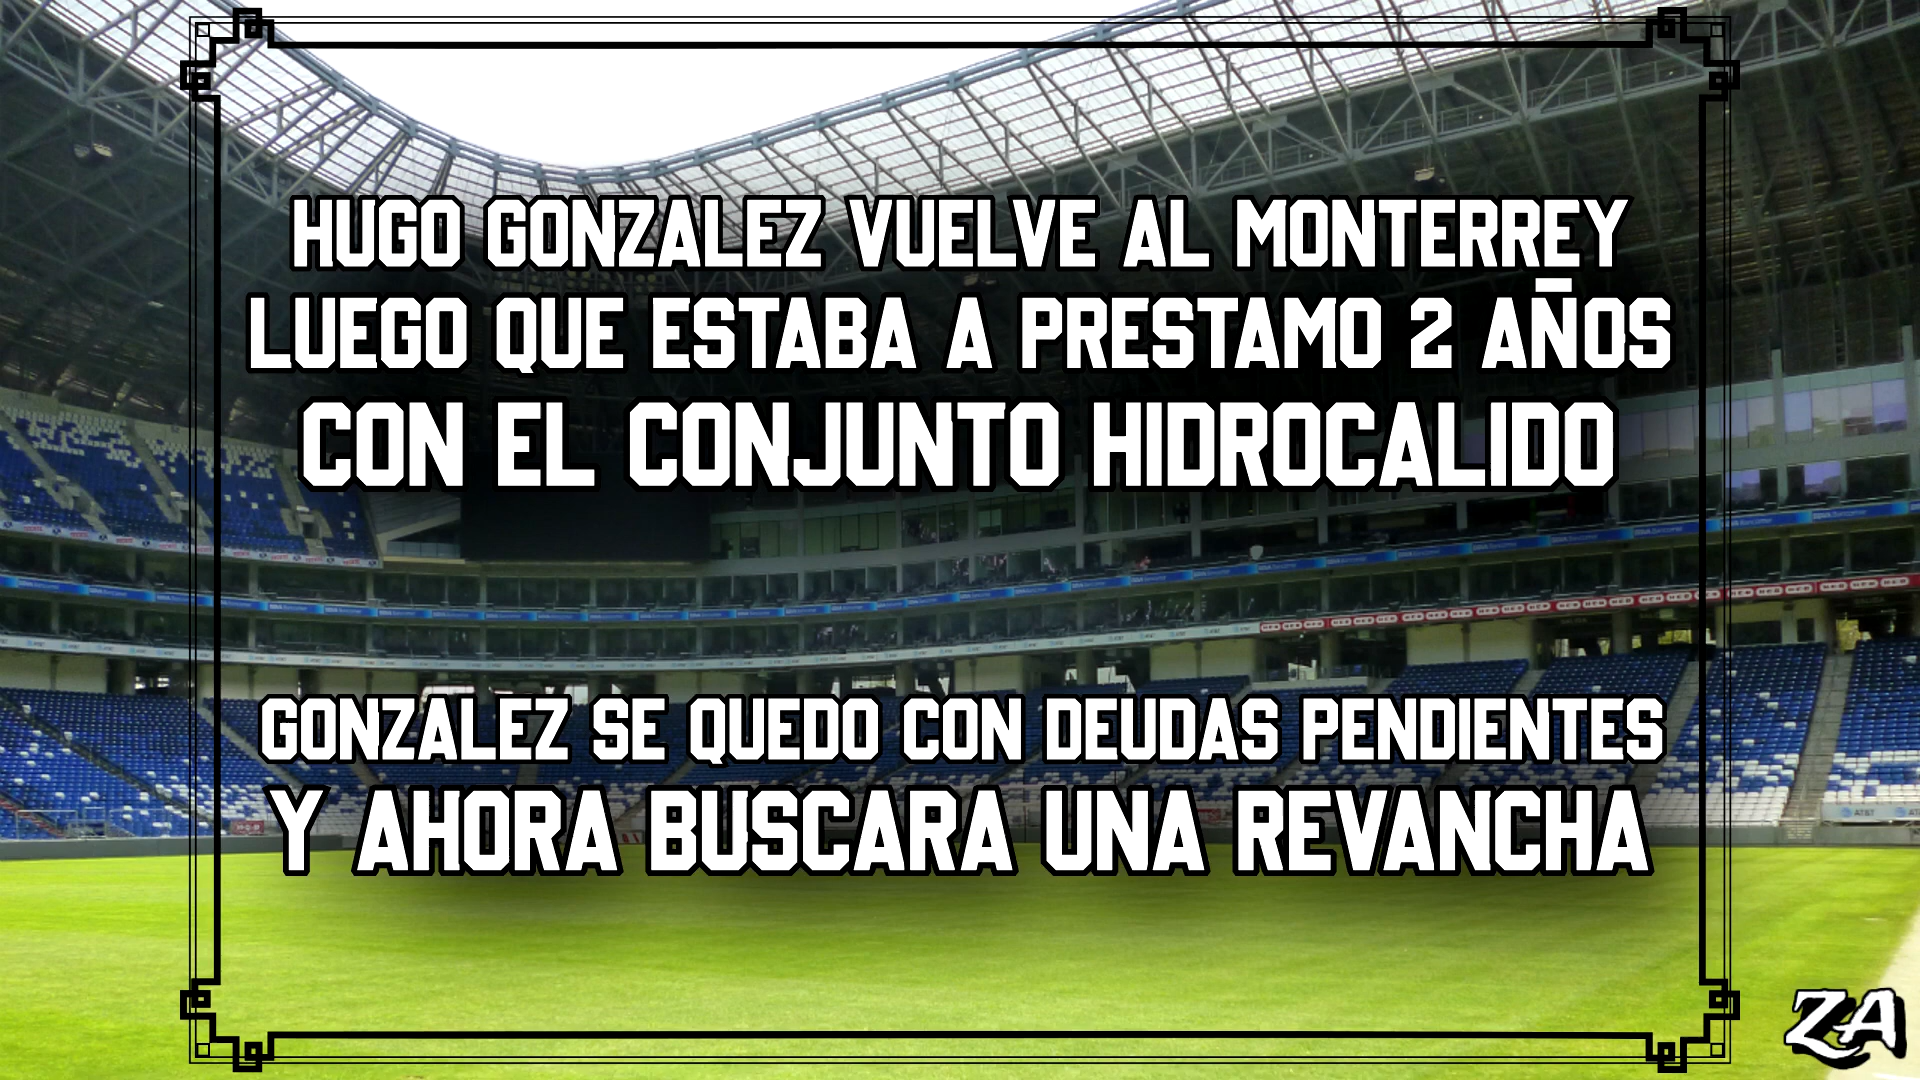 HUGO GONZALEZ VUELVE AL MONTERREY
LUEGO QUE ESTABA A PRESTAMO 2 AÑOS
CON EL CONJUNTO HIDROCALIDO
GONZALEZ SE QUEDO CON DEUDAS PENDIENTES
Y AHORA BUSCARA UNA REVANCHA
ZA